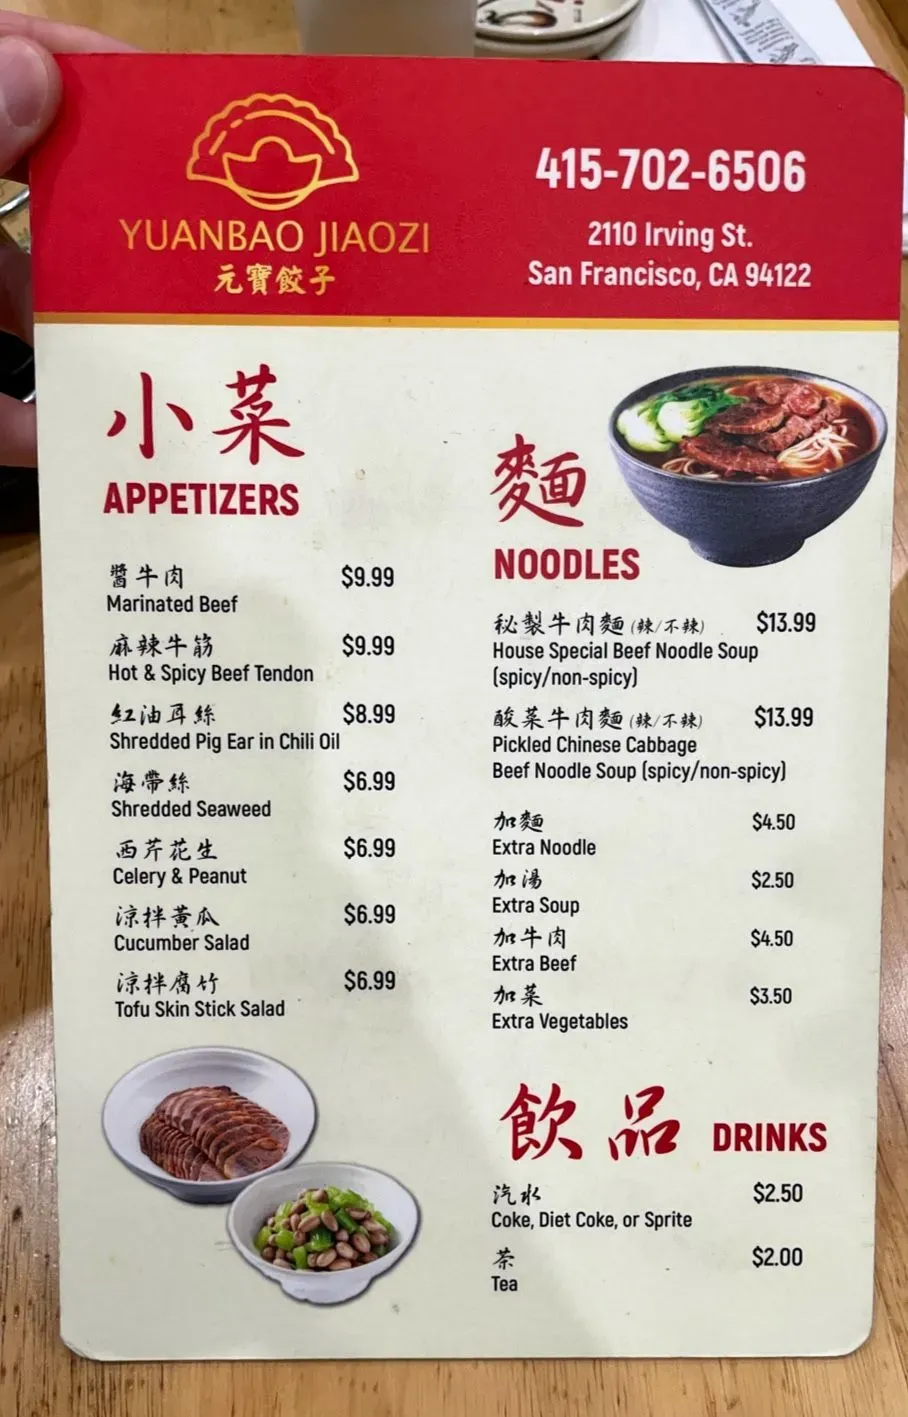 YUANBAO JIAOZI
元寶餃子
415-702-6506
2110 Irving St.
San Francisco, CA 94122
小菜
APPETIZERS
醬牛肉 $9.99
Marinated Beef
麻辣牛筋 $9.99
Hot & Spicy Beef Tendon
紅油耳絲 $8.99
Shredded Pig Ear in Chili Oil
海帶絲 $6.99
Shredded Seaweed
西芹花生 $6.99
Celery & Peanut
涼拌黃瓜 $6.99
Cucumber Salad
涼拌腐竹 $6.99
Tofu Skin Stick Salad
麵
NOODLES
秘製牛肉麵(辣/不辣) $13.99
House Special Beef Noodle Soup
(spicy/non-spicy)
酸菜牛肉麵(辣/不辣) $13.99
Pickled Chinese Cabbage
Beef Noodle Soup (spicy/non-spicy)
加麵 $4.50
Extra Noodle
加湯 $2.50
Extra Soup
加牛肉 $4.50
Extra Beef
加菜 $3.50
Extra Vegetables
飲品 DRINKS
汽水 $2.50
Coke, Diet Coke, or Sprite
茶 $2.00
Tea